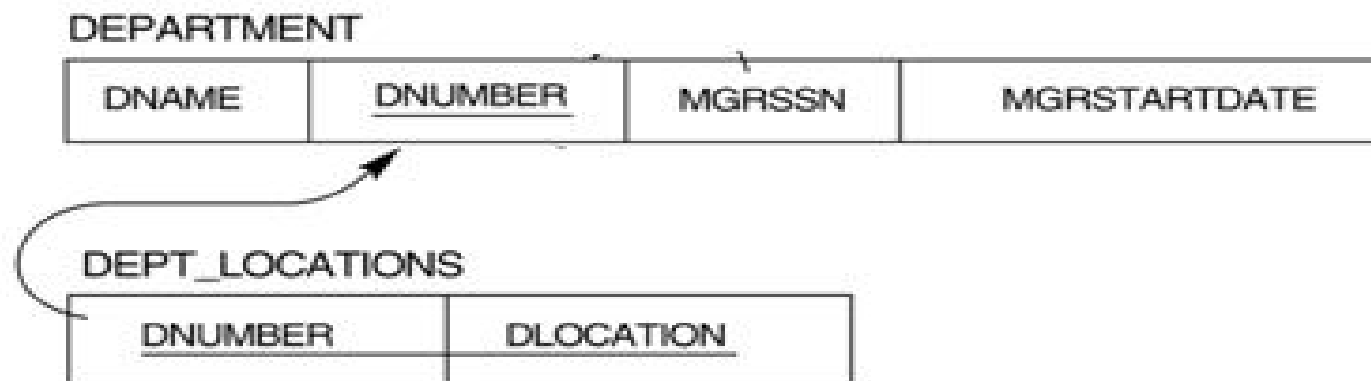 DEPARTMENT
DNAME DNUMBER MGRSSN MGRSTARTDATE
DEPT_LOCATIONS
DNUMBER DLOCATION